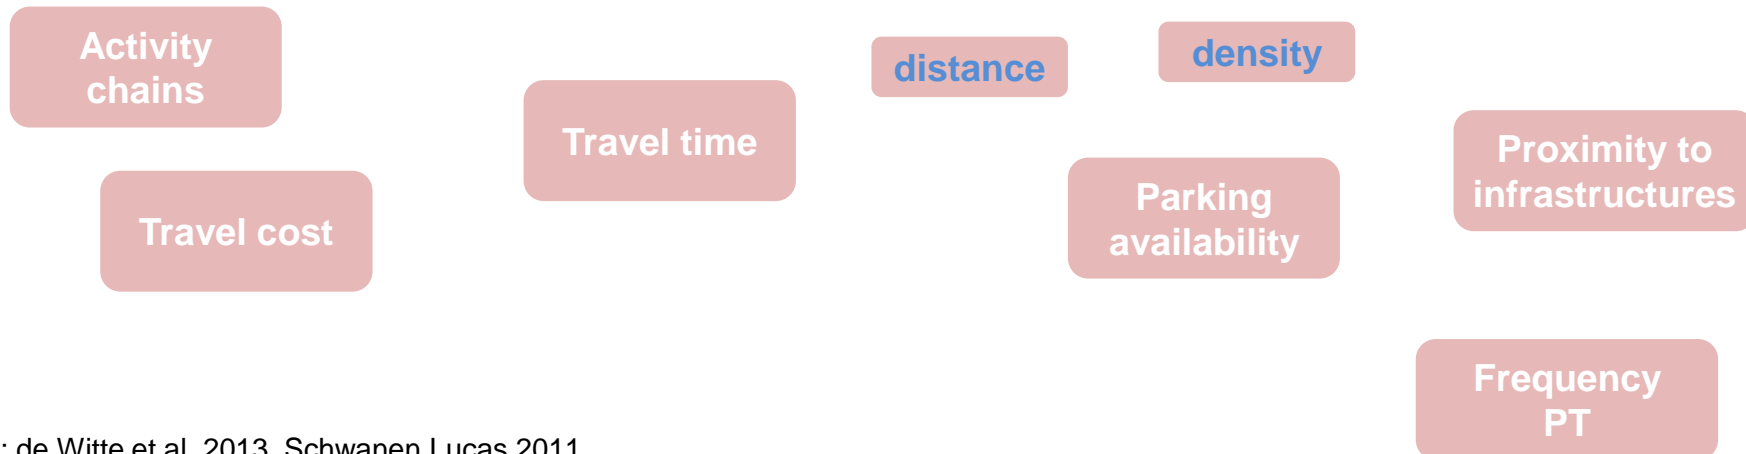 Activity
chains
distance
density
Travel time
Proximity to
infrastructures
Travel cost
Parking
availability
Frequency
PT
: de Witte et al. 2013, Schwanen Lucas 2011